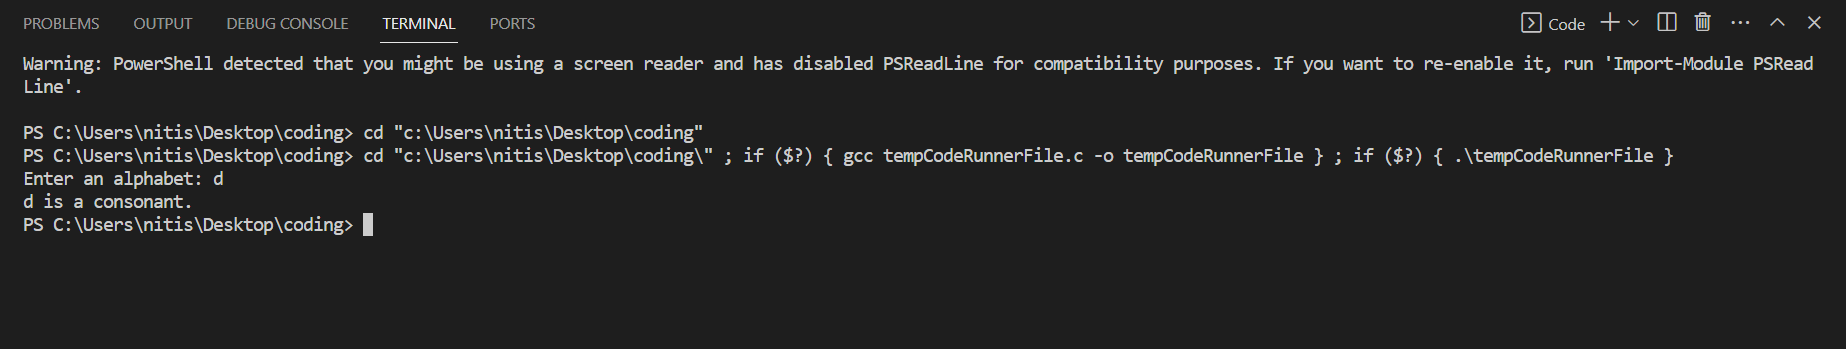 PROBLEMS OUTPUT DEBUG CONSOLE TERMINAL PORTS Code
Warning: PowerShell detected that you might be using a screen reader and has disabled PSReadLine for compatibility purposes. If you want to re-enable it, run 'Import-Module PSRead
Line'.
PS C:\Users\nitis\Desktop\coding> cd "c:\Users\nitis\Desktop\coding"
PS C:\Users\nitis\Desktop\coding> cd "c:\Users\nitis\Desktop\coding\" ; if ($?) { gcc tempCodeRunnerFile.c -o tempCodeRunnerFile } ; if ($?) { .\tempCodeRunnerFile }
Enter an alphabet: d
d is a consonant.
PS C:\Users\nitis\Desktop\coding>